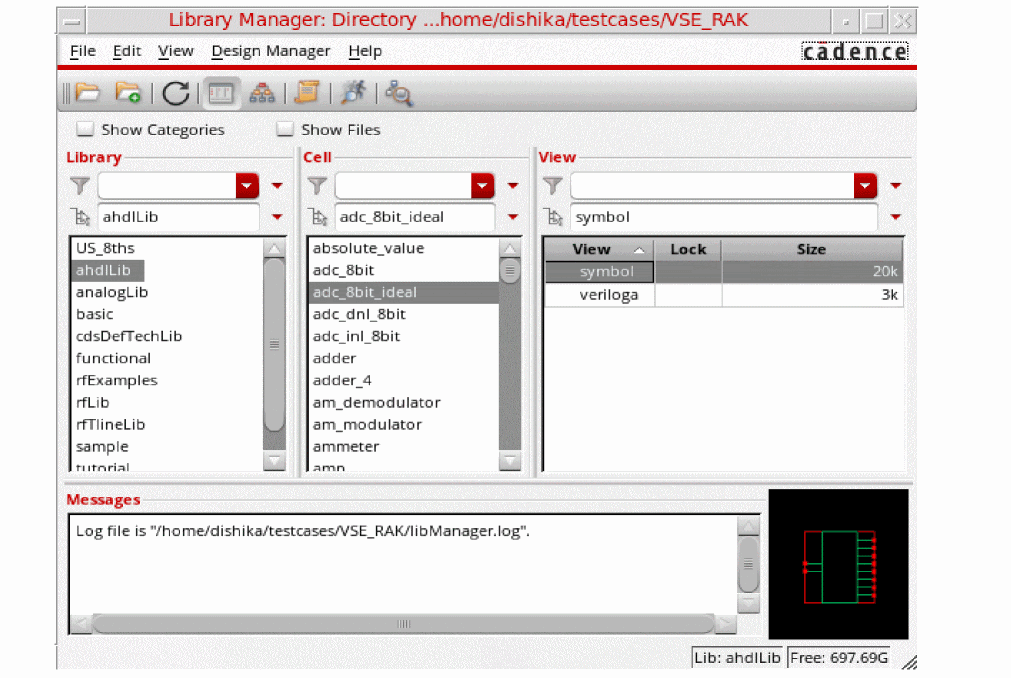 Library Manager: Directory ...home/dishika/testcases/VSE_RAK
File Edit View Design Manager Help
cādence
Show Categories Show Files
Library
ahdlLib
US_8ths
ahdlLib
analogLib
basic
cdsDefTechLib
functional
rfExamples
rfLib
rfTlineLib
sample
tutorial
Cell
adc_8bit_ideal
absolute_value
adc_8bit
adc_8bit_ideal
adc_dnl_8bit
adc_inl_8bit
adder
adder_4
am_demodulator
am_modulator
ammeter
amp
View
symbol
View Lock Size
symbol 20k
veriloga 3k
Messages
Log file is "/home/dishika/testcases/VSE_RAK/libManager.log".
Lib: ahdlLib Free: 697.69G